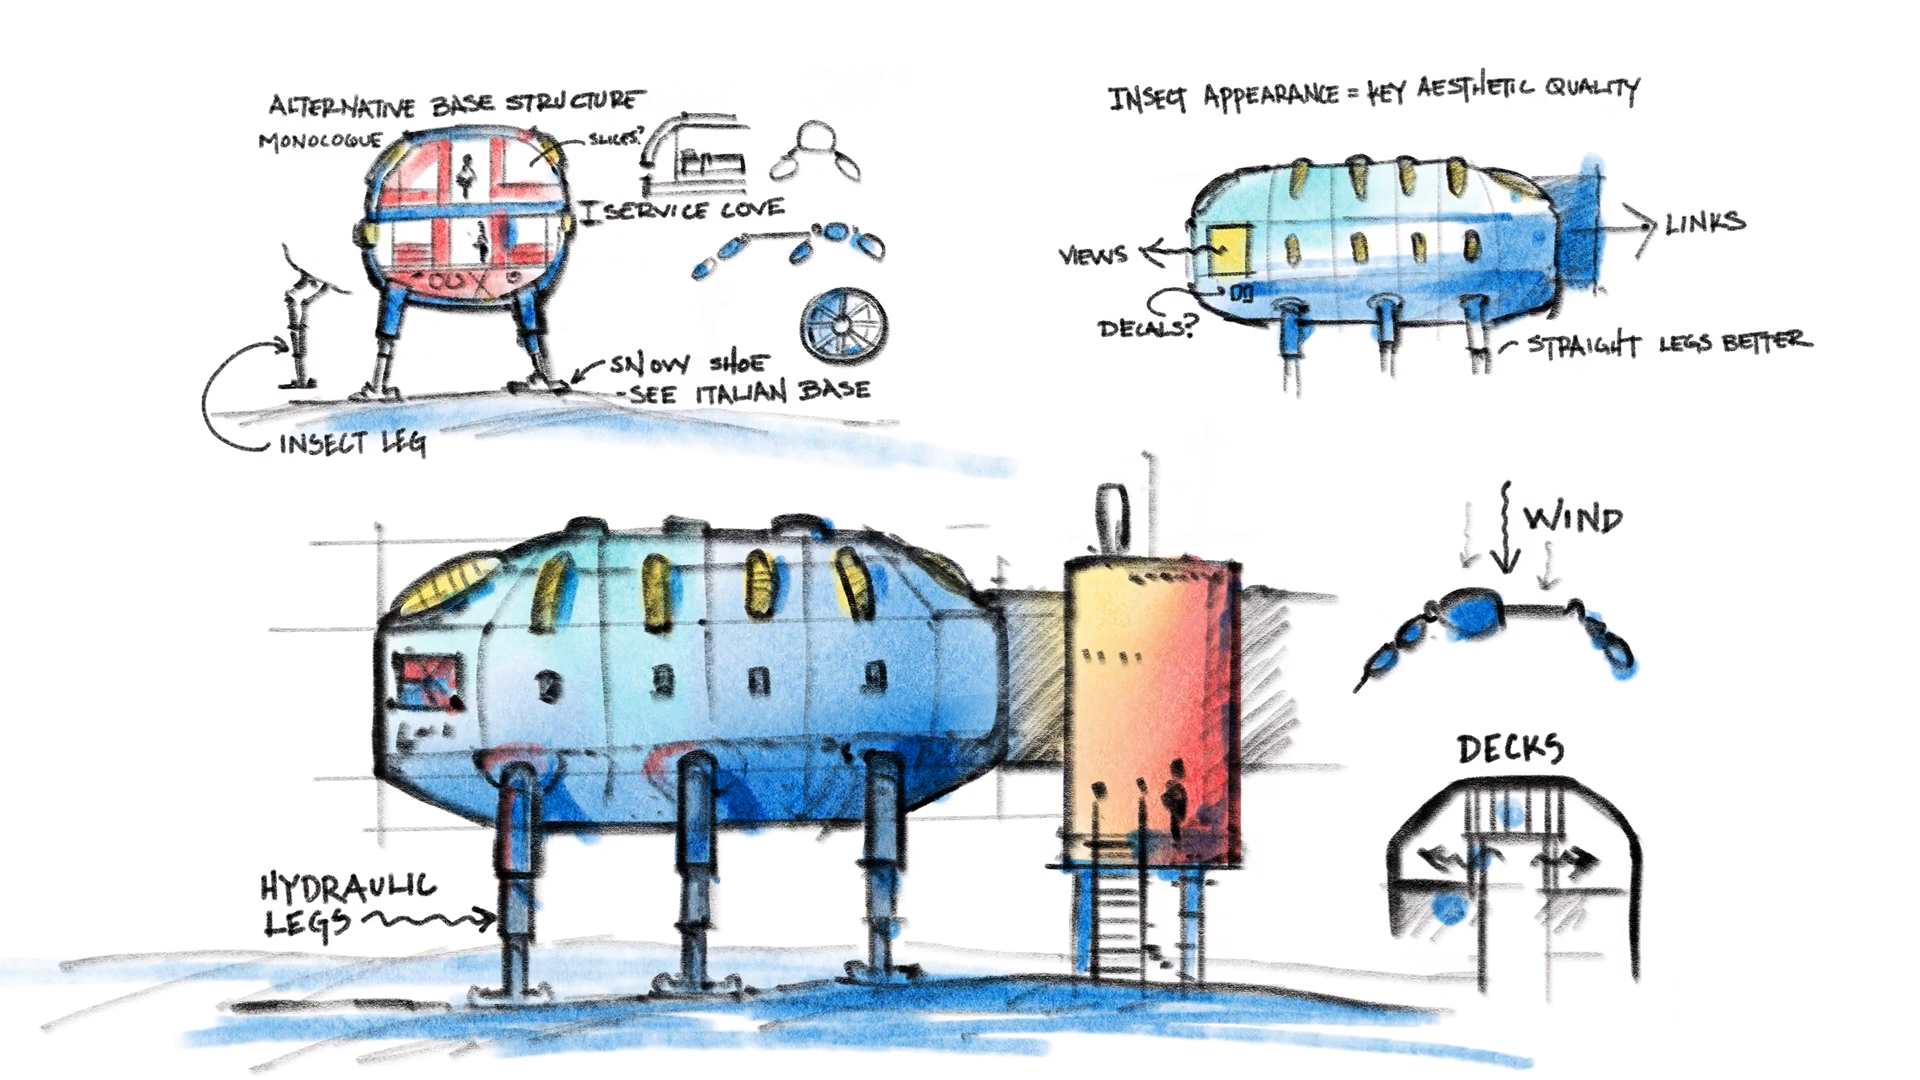 ALTERNATIVE BASE STRUCTURE
MONOCOQUE
SLICES?
I SERVICE COVE
SNOW SHOE
-SEE ITALIAN BASE
INSECT LEG
INSECT APPEARANCE = KEY AESTHETIC QUALITY
VIEWS
LINKS
DECALS?
STRAIGHT LEGS BETTER
WIND
DECKS
HYDRAULIC
LEGS